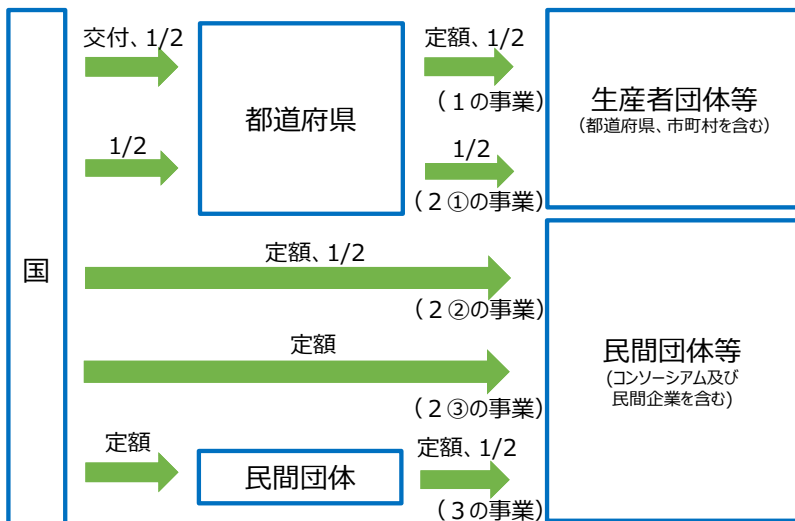 国
交付、1/2
都道府県
定額、1/2
（１の事業）
1/2
1/2
（２①の事業）
生産者団体等
（都道府県、市町村を含む）
定額、1/2
（２②の事業）
定額
（２③の事業）
定額
民間団体
定額、1/2
（３の事業）
民間団体等
(コンソーシアム及び
民間企業を含む)